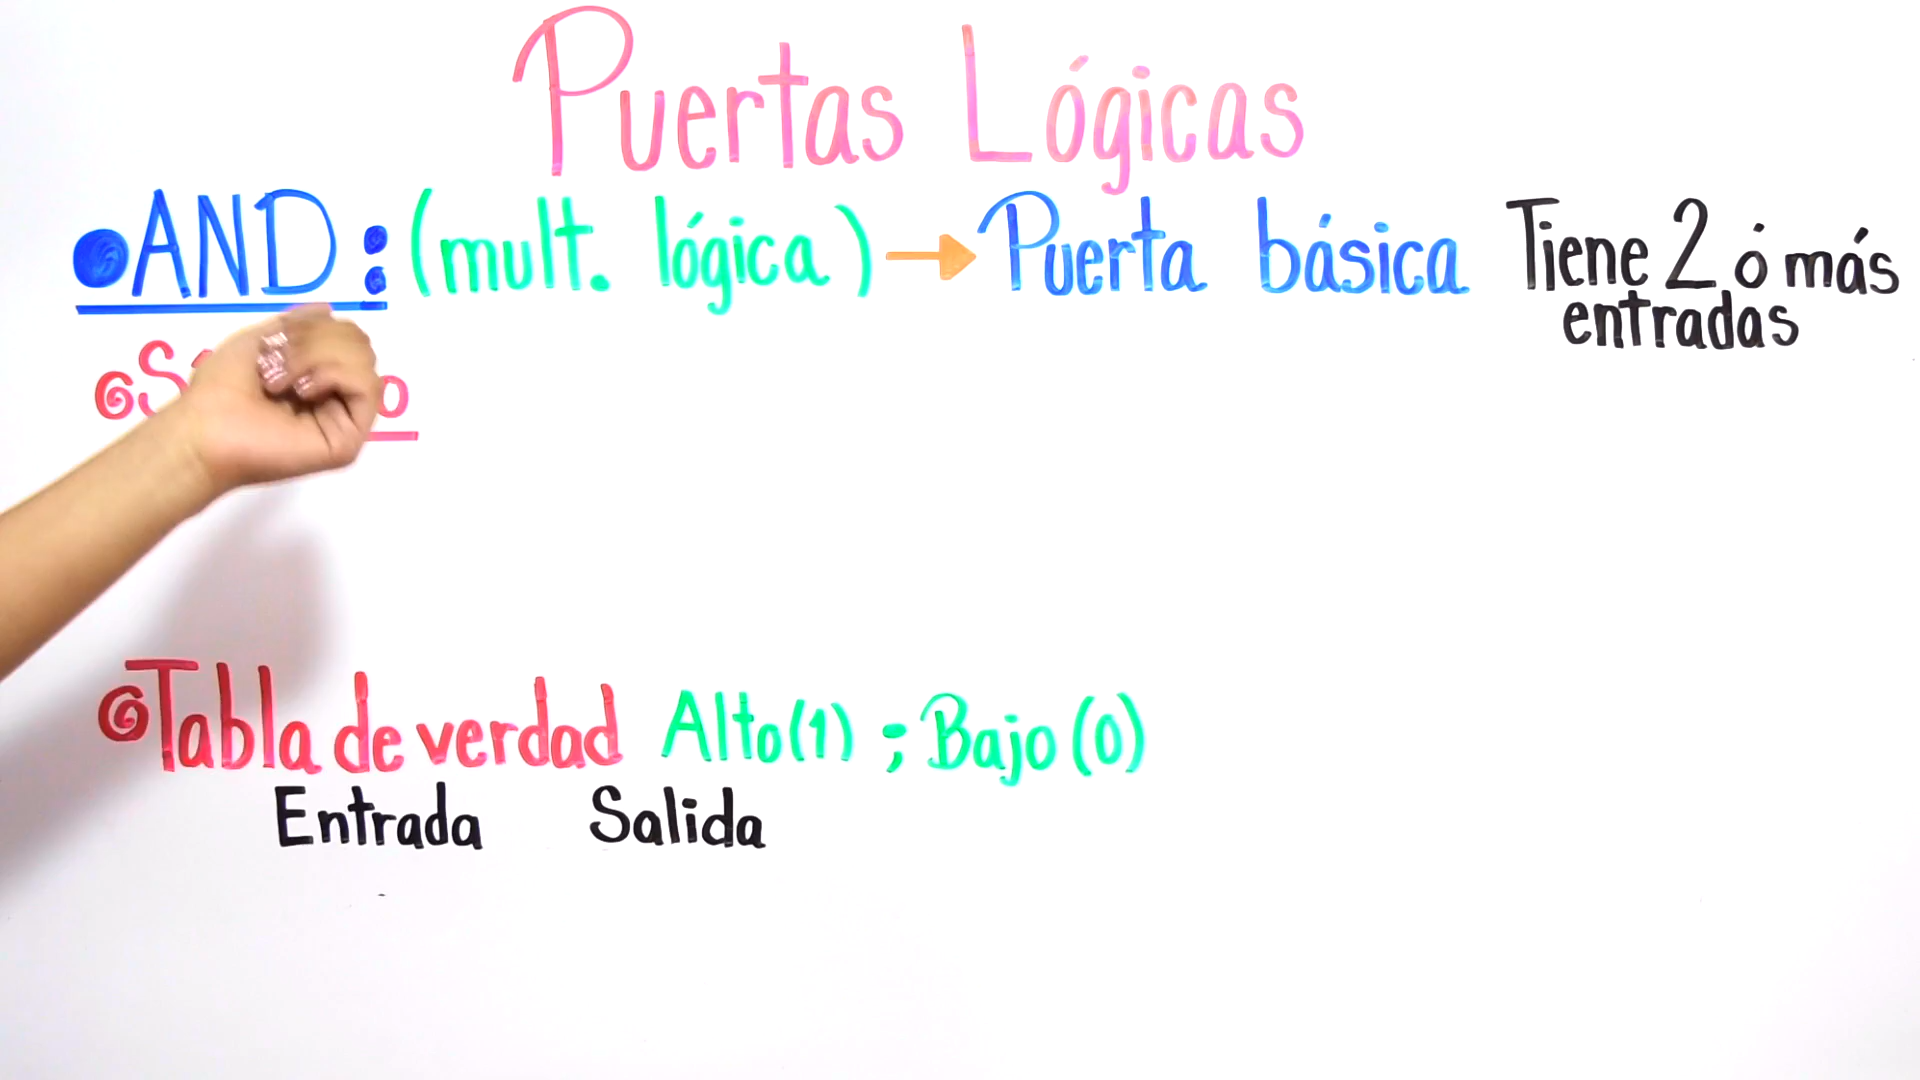 Puertas Lógicas
AND: (mult. lógica) → Puerta básica Tiene 2 ó más
entradas
Tabla de verdad Alto(1) ; Bajo(0)
Entrada Salida